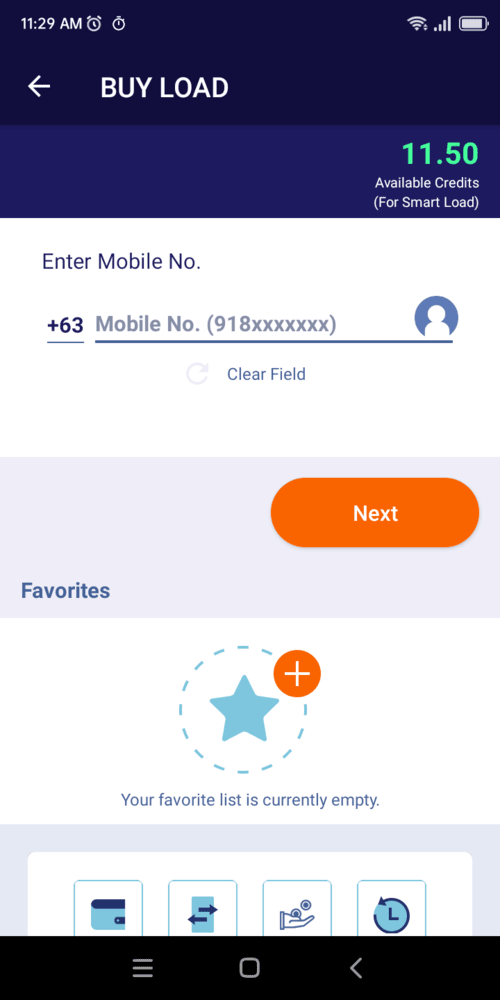 11:29 AM
BUY LOAD
11.50
Available Credits
(For Smart Load)
Enter Mobile No.
+63 Mobile No. (918xxxxxxx)
Clear Field
Next
Favorites
Your favorite list is currently empty.